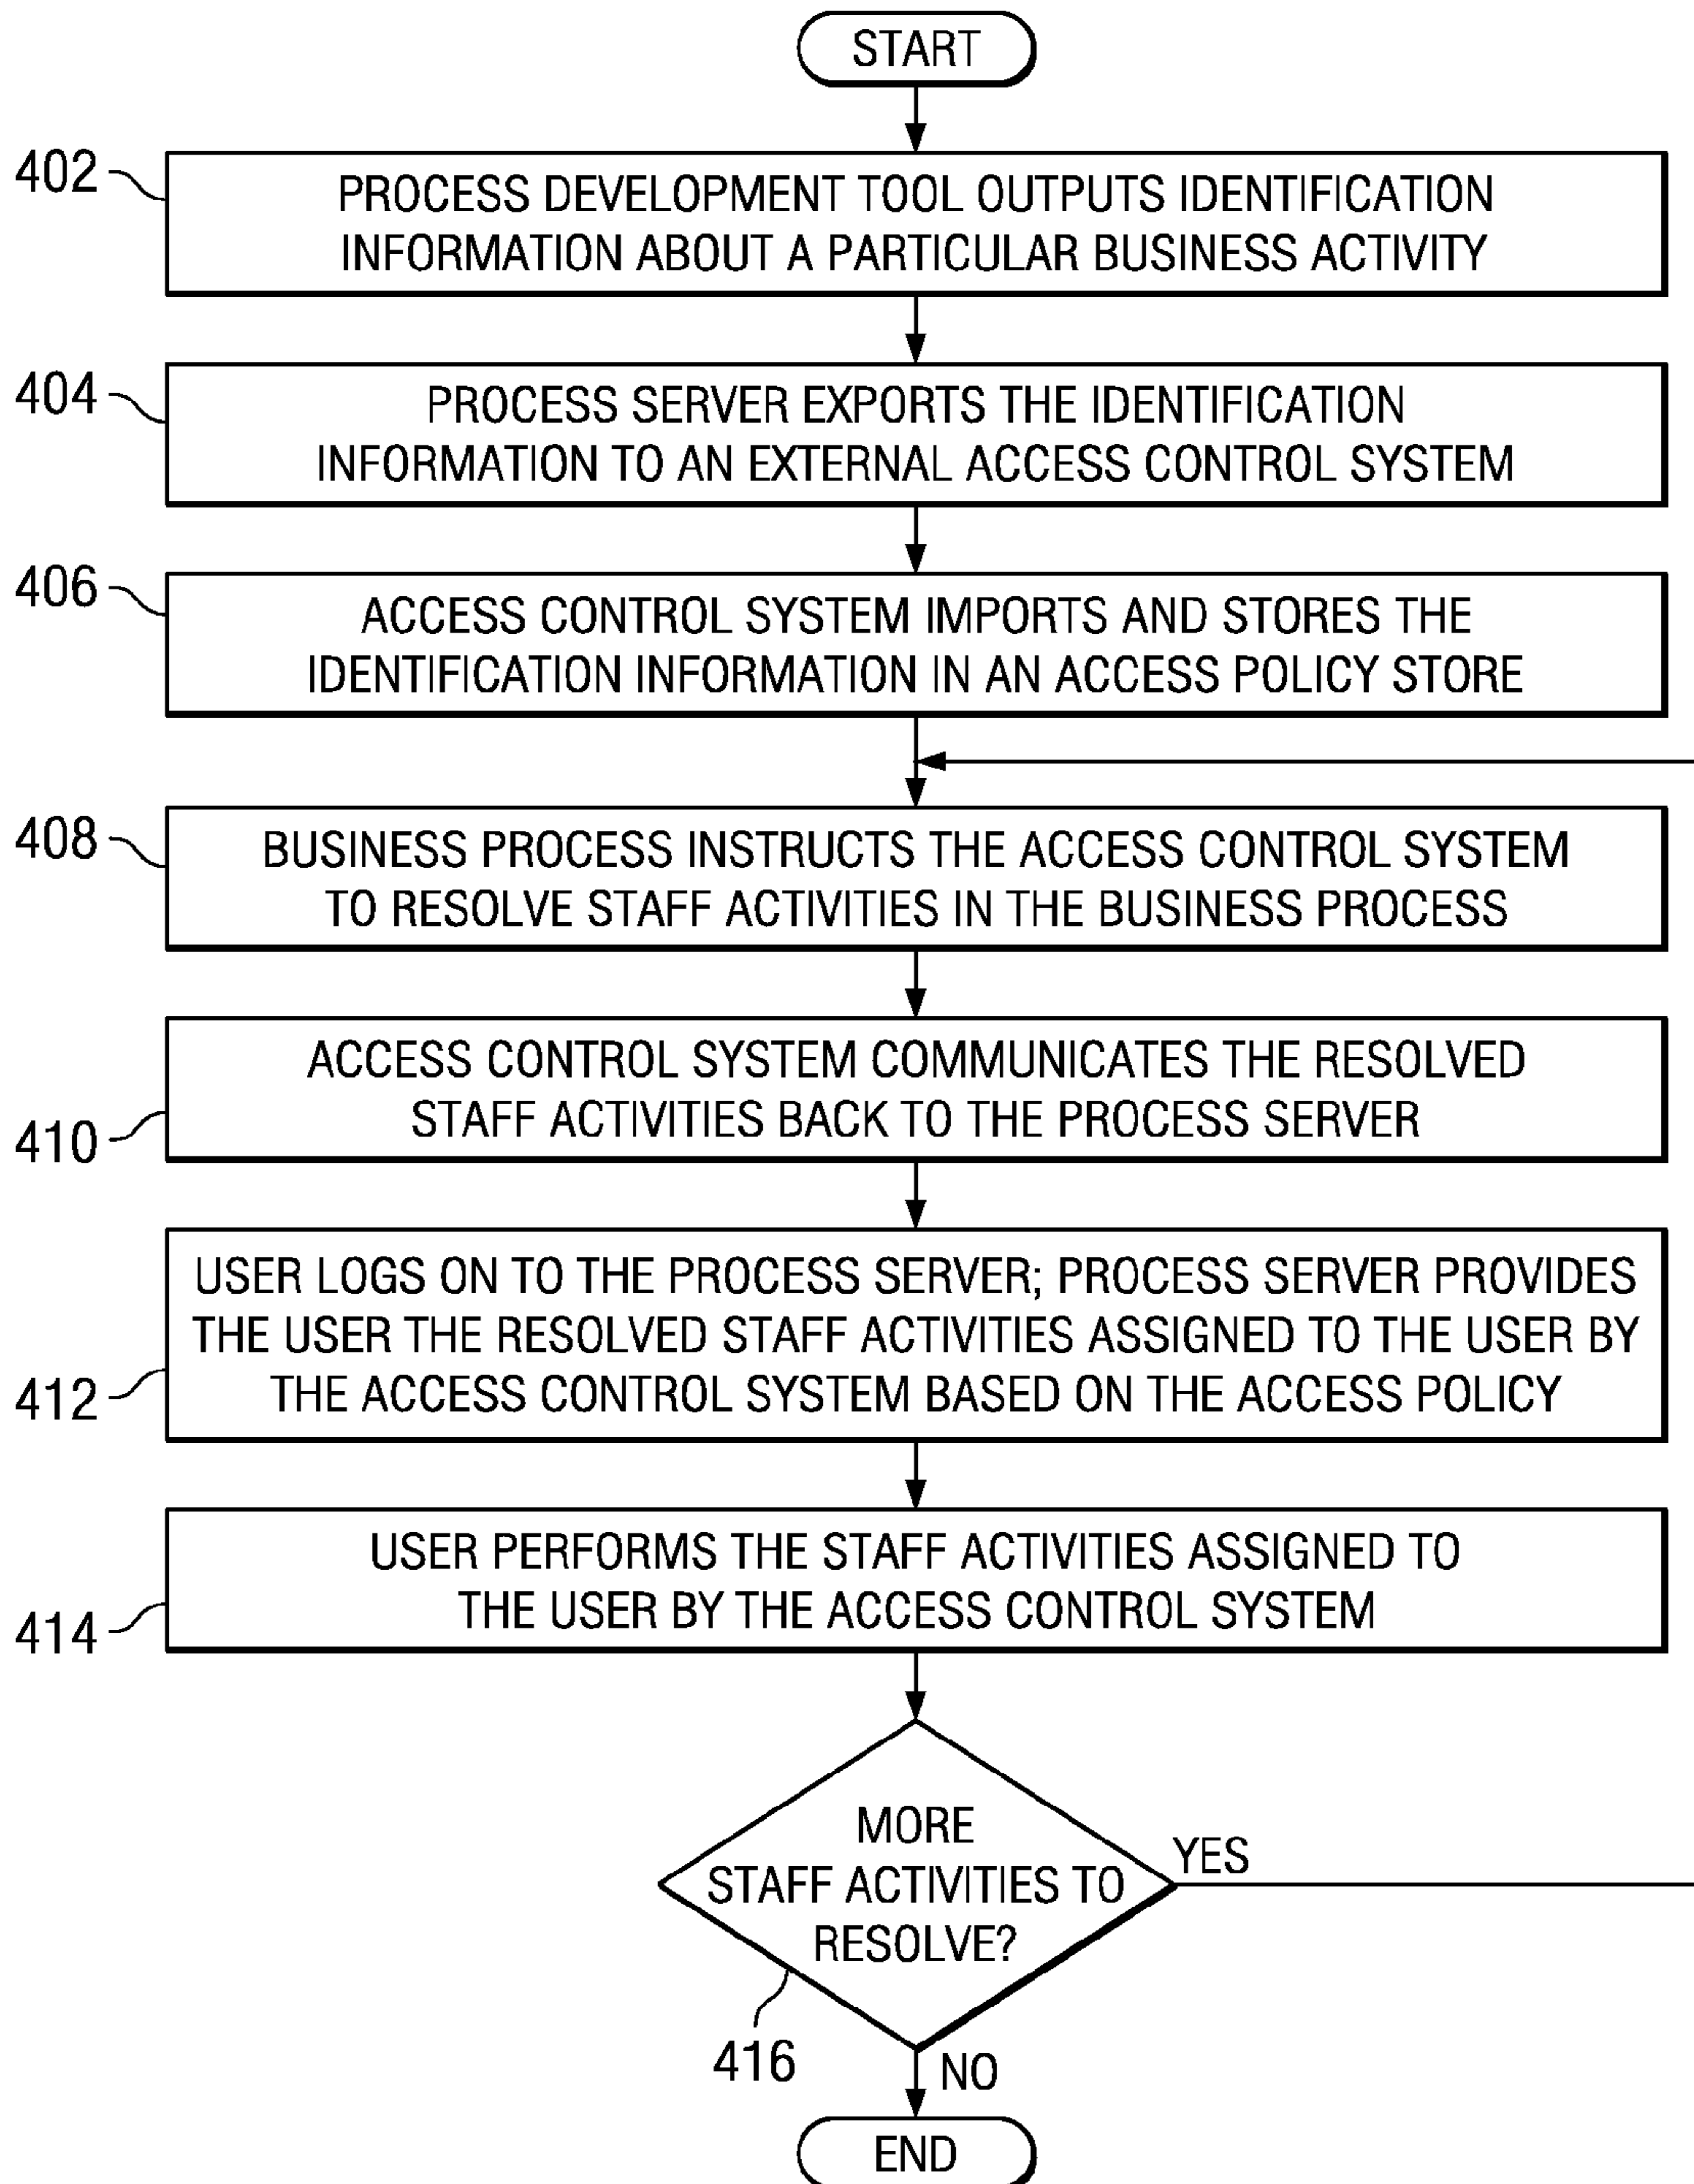 START
402
PROCESS DEVELOPMENT TOOL OUTPUTS IDENTIFICATION
INFORMATION ABOUT A PARTICULAR BUSINESS ACTIVITY
404
PROCESS SERVER EXPORTS THE IDENTIFICATION
INFORMATION TO AN EXTERNAL ACCESS CONTROL SYSTEM
406
ACCESS CONTROL SYSTEM IMPORTS AND STORES THE
IDENTIFICATION INFORMATION IN AN ACCESS POLICY STORE
408
BUSINESS PROCESS INSTRUCTS THE ACCESS CONTROL SYSTEM
TO RESOLVE STAFF ACTIVITIES IN THE BUSINESS PROCESS
410
ACCESS CONTROL SYSTEM COMMUNICATES THE RESOLVED
STAFF ACTIVITIES BACK TO THE PROCESS SERVER
412
USER LOGS ON TO THE PROCESS SERVER; PROCESS SERVER PROVIDES
THE USER THE RESOLVED STAFF ACTIVITIES ASSIGNED TO THE USER BY
THE ACCESS CONTROL SYSTEM BASED ON THE ACCESS POLICY
414
USER PERFORMS THE STAFF ACTIVITIES ASSIGNED TO
THE USER BY THE ACCESS CONTROL SYSTEM
MORE
STAFF ACTIVITIES TO
RESOLVE?
YES
416
NO
END